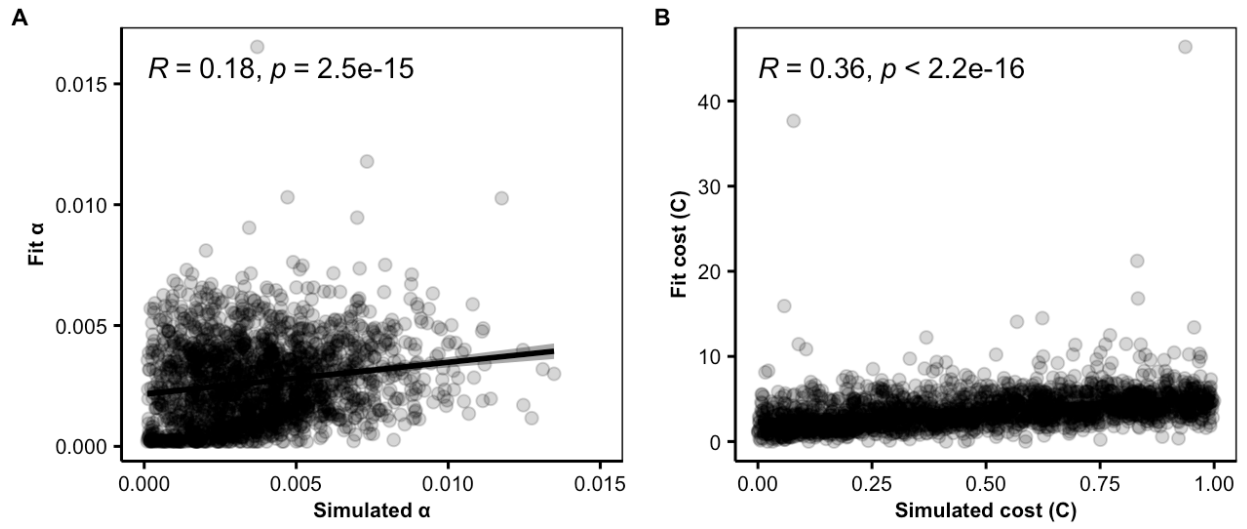 A
R = 0.18, p = 2.5e-15
0.015
0.010
0.005
0.000
Fit α
0.000 0.005 0.010 0.015
Simulated α
B
R = 0.36, p < 2.2e-16
40
30
20
10
0
Fit cost (C)
0.00 0.25 0.50 0.75 1.00
Simulated cost (C)